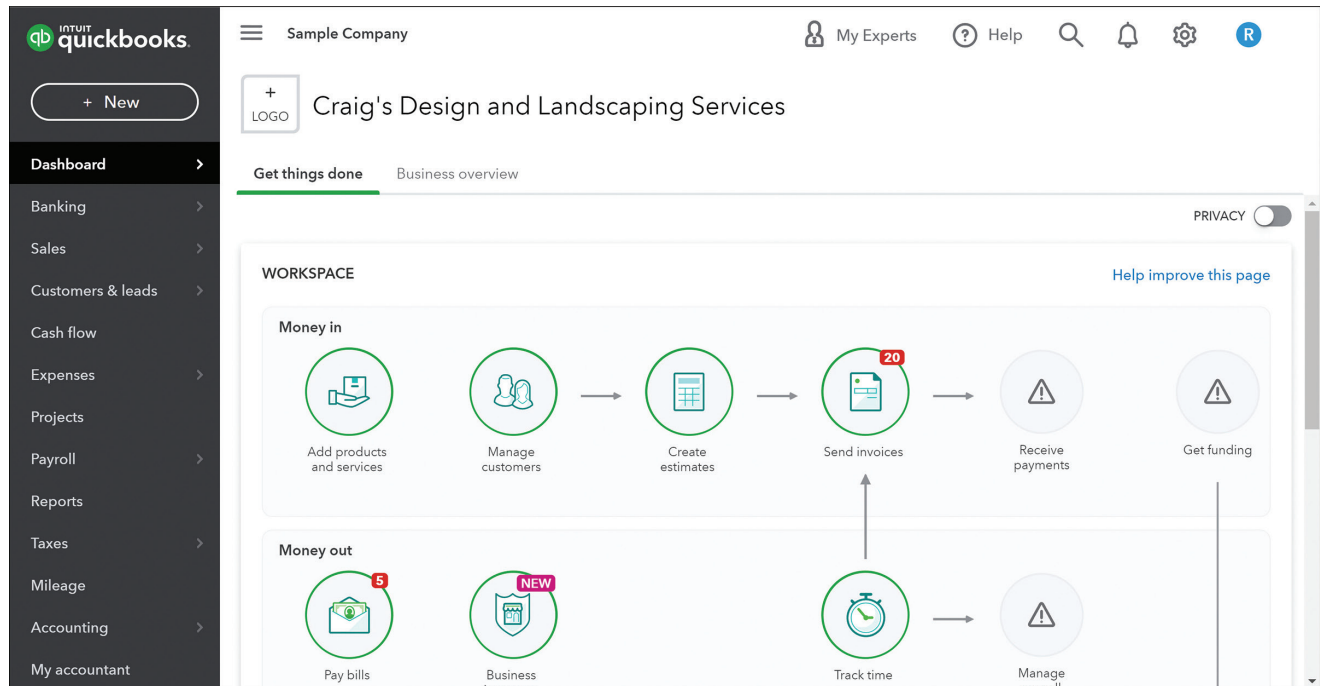 INTUIT
qb quickbooks.
Sample Company
My Experts
? Help
R
+ New
+
LOGO
Craig's Design and Landscaping Services
Dashboard
Banking
Sales
Customers & leads
Cash flow
Expenses
Projects
Payroll
Reports
Taxes
Mileage
Accounting
My accountant
Get things done
Business overview
PRIVACY
WORKSPACE
Help improve this page
Money in
20
Add products
and services
Manage
customers
Create
estimates
Send invoices
Receive
payments
Get funding
Money out
5
NEW
Pay bills
Business
Track time
Manage